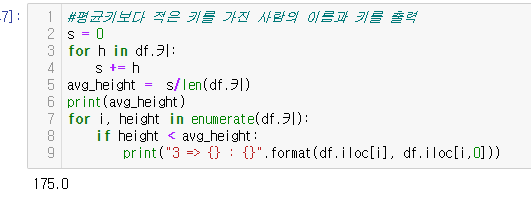 7]:
1 #평균키보다 적은 키를 가진 사람의 이름과 키를 출력
2 s = 0
3 for h in df.키:
4     s += h
5 avg_height =  s/len(df.키)
6 print(avg_height)
7 for i, height in enumerate(df.키):
8     if height < avg_height:
9         print("3 => {} : {}".format(df.iloc[i], df.iloc[i,0]))
175.0